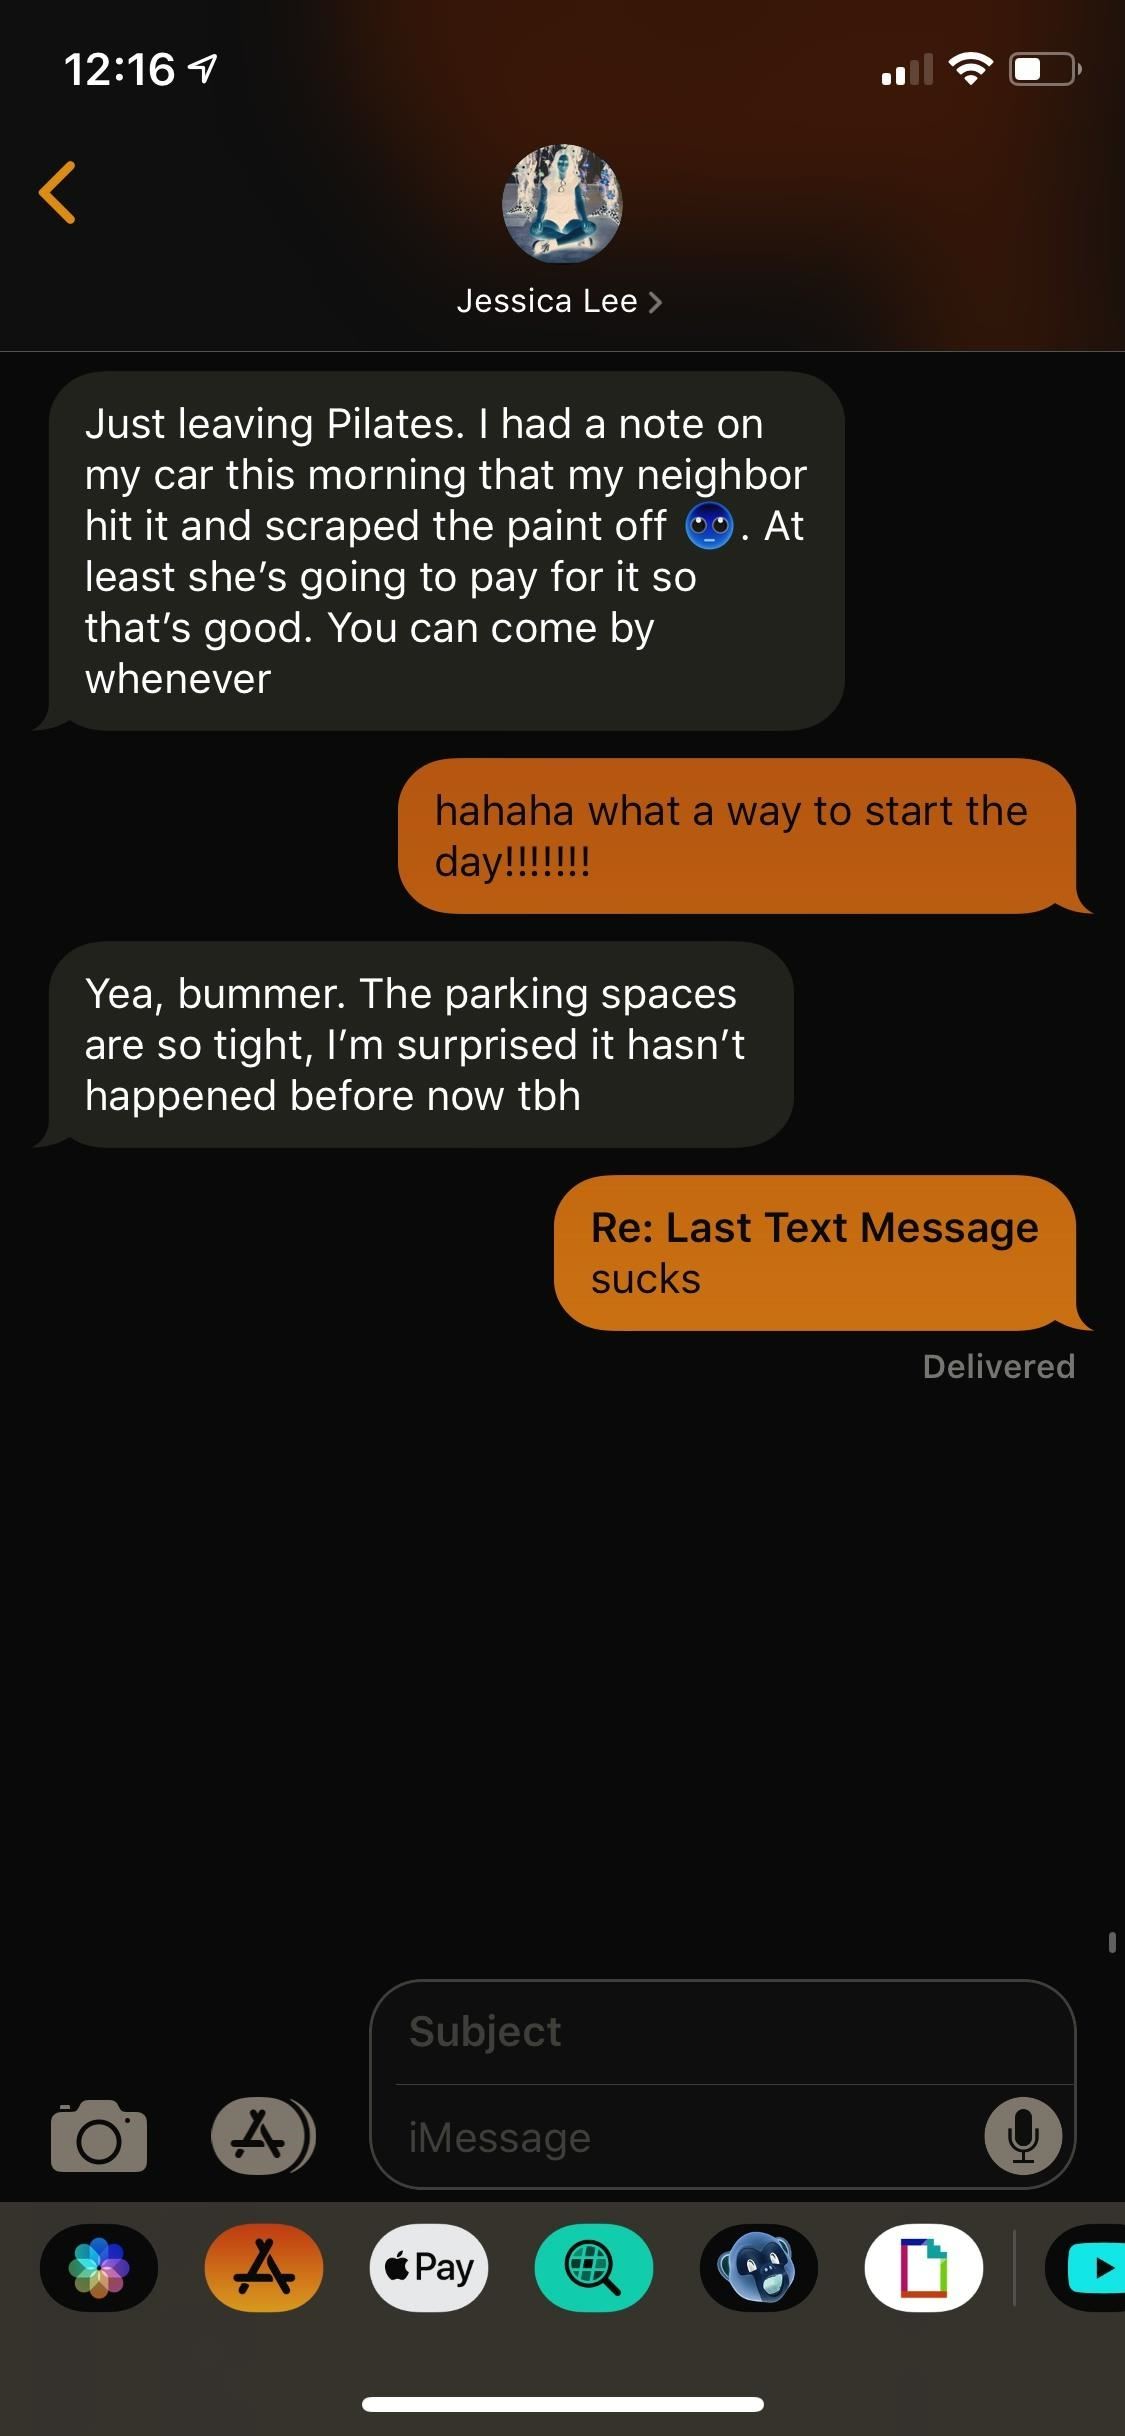 12:16
Jessica Lee
Just leaving Pilates. I had a note on
my car this morning that my neighbor
hit it and scraped the paint off 🙄. At
least she’s going to pay for it so
that’s good. You can come by
whenever
hahaha what a way to start the
day!!!!!!!
Yea, bummer. The parking spaces
are so tight, I’m surprised it hasn’t
happened before now tbh
Re: Last Text Message
sucks
Delivered
Subject
iMessage
Pay